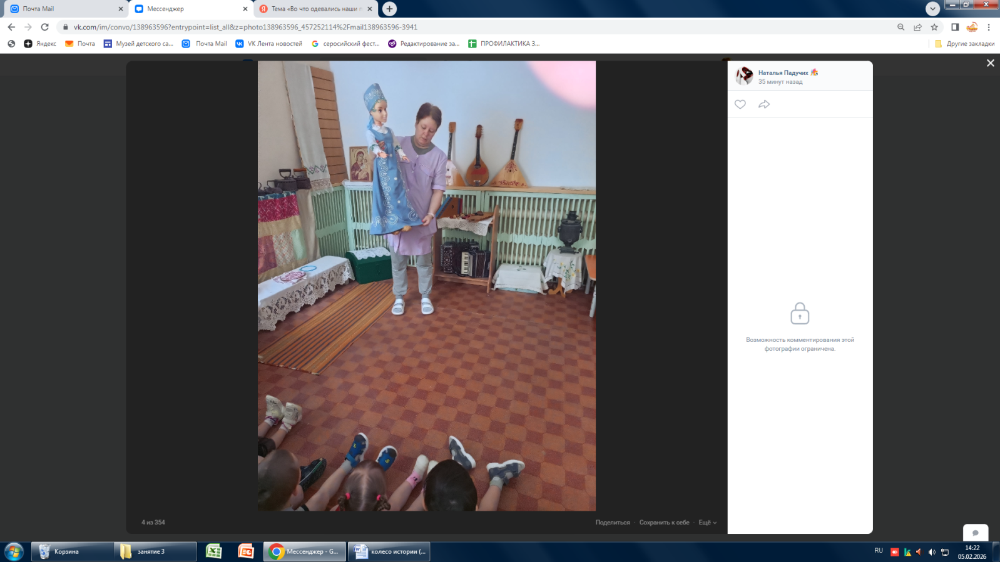 Почта Mail
Мессенджер
Тема «Во что одевались наши п
vk.com/im/convo/138963596?entrypoint=list_all&z=photo138963596_457252114%2Fmail138963596-3941
Яндекс
Почта
Музей детского са...
Почта Mail
VK Лента новостей
серосийский фест...
Редактирование за...
ПРОФИЛАКТИКА З...
Другие закладки
Наталья Падучих
35 минут назад
Возможность комментирования этой
фотографии ограничена.
4 из 354
Поделиться · Сохранить к себе · Ещё
Корзина
занятие 3
Мессенджер - G...
колесо истории (...
RU
14:22
05.02.2026